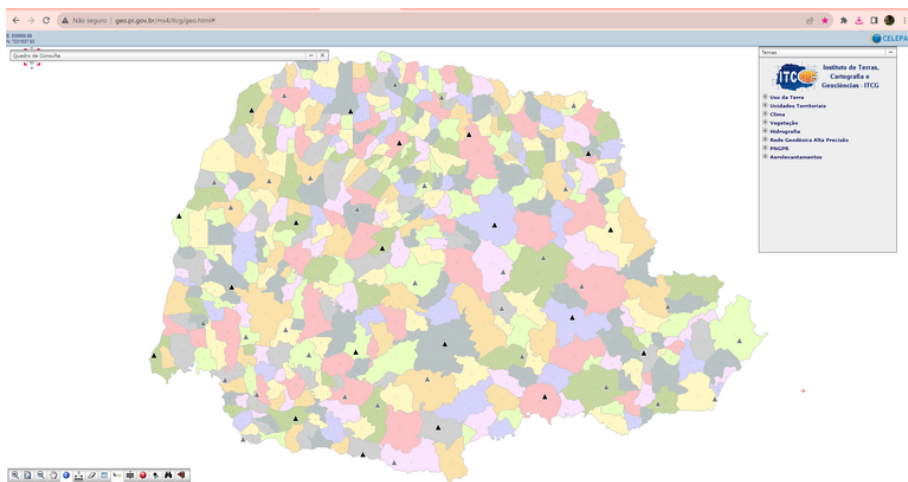 Não seguro | geo.pr.gov.br/ms4/itcg/geo.html#
CELEPAR
Quadro de Consulta
Temas
ITCG
Instituto de Terras,
Cartografia e
Geociências - ITCG
Uso da Terra
Unidades Territoriais
Clima
Vegetação
Hidrografia
Rede Geodésica Alta Precisão
PNGPR
Aerolevantamentos